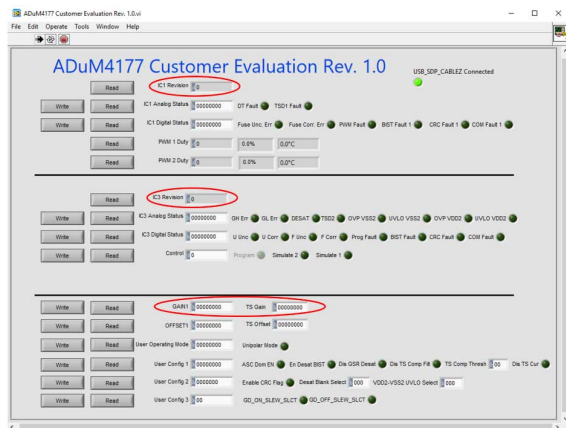 ADuM4177 Customer Evaluation Rev. 1.0.vi
File Edit Operate Tools Window Help
ADuM4177 Customer Evaluation Rev. 1.0
USB_SDP_CABLEZ Connected
Read IC1 Revision 0
Write Read IC1 Analog Status 00000000 DT Fault TSD1 Fault
Write Read IC1 Digital Status 00000000 Fuse Unc. Err Fuse Corr. Err PWM Fault BIST Fault 1 CRC Fault 1 COM Fault 1
Read PWM 1 Duty 0 0.0% 0.0°C
Read PWM 2 Duty 0 0.0% 0.0°C
Read IC3 Revision 0
Write Read IC3 Analog Status 00000000 GH Err GL Err DESAT TSD2 OVP VSS2 UVLO VSS2 OVP VDD2 UVLO VDD2
Write Read IC3 Digital Status 00000000 U Unc U Corr F Unc F Corr Prog Fault BIST Fault CRC Fault COM Fault
Write Read Control 0 Program Simulate 2 Simulate 1
Write Read GAIN1 00000000 TS Gain 00000000
Write Read OFFSET1 00000000 TS Offset 00000000
Write Read User Operating Mode 00000000 Unipolar Mode
Write Read User Config 1 00000000 ASC Dom EN En Desat BIST Dis GSR Desat Dis TS Comp Filt TS Comp Thresh 00 Dis TS Cur
Write Read User Config 2 00000000 Enable CRC Flag Desat Blank Select 000 VDD2-VSS2 UVLO Select 000
Write Read User Config 3 00 GD_ON_SLEW_SLCT GD_OFF_SLEW_SLCT